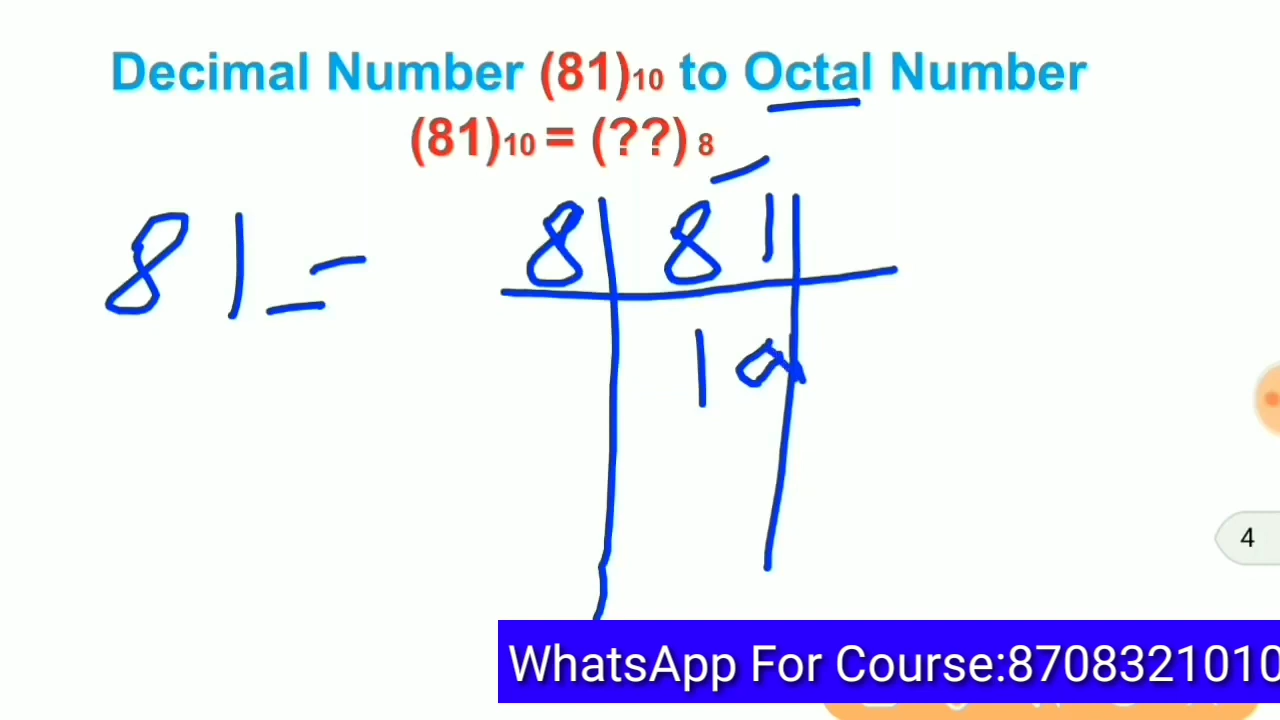 Decimal Number (81)10 to Octal Number
(81)10 = (??) 8
81 = 8 81
10
4
WhatsApp For Course:8708321010